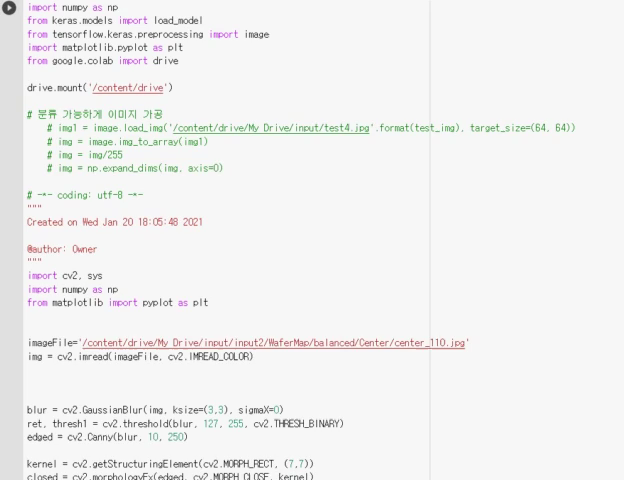 import numpy as np
from keras.models import load_model
from tensorflow.keras.preprocessing import image
import matplotlib.pyplot as plt
from google.colab import drive
drive.mount('/content/drive')
# 분류 가능하게 이미지 가공
# img1 = image.load_img('/content/drive/My Drive/input/test4.jpg'.format(test_img), target_size=(64, 64))
# img = image.img_to_array(img1)
# img = img/255
# img = np.expand_dims(img, axis=0)
# -*- coding: utf-8 -*-
"""
Created on Wed Jan 20 18:05:48 2021
@author: Owner
"""
import cv2, sys
import numpy as np
from matplotlib import pyplot as plt
imageFile='/content/drive/My Drive/input/input2/WaferMap/balanced/Center/center_110.jpg'
img = cv2.imread(imageFile, cv2.IMREAD_COLOR)
blur = cv2.GaussianBlur(img, ksize=(3,3), sigmaX=0)
ret, thresh1 = cv2.threshold(blur, 127, 255, cv2.THRESH_BINARY)
edged = cv2.Canny(blur, 10, 250)
kernel = cv2.getStructuringElement(cv2.MORPH_RECT, (7,7))
closed = cv2.morphologyEx(edged, cv2.MORPH_CLOSE, kernel)